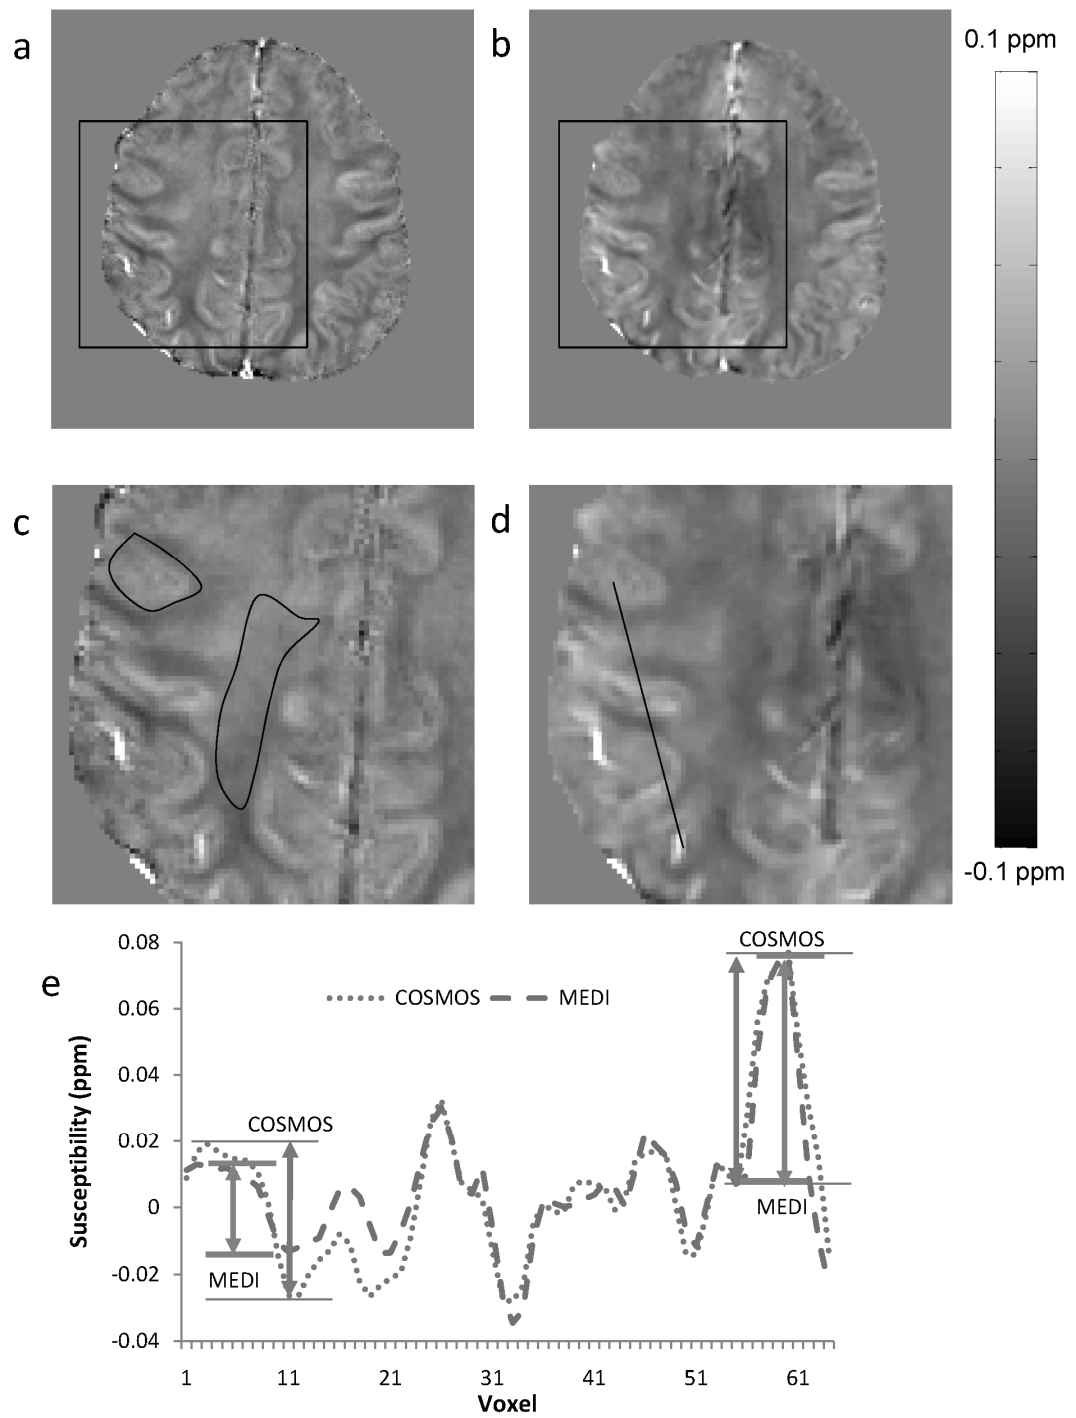 a
b
0.1 ppm
c
d
-0.1 ppm
e
Susceptibility (ppm)
0.08
0.06
0.04
0.02
0
-0.02
-0.04
COSMOS MEDI
COSMOS
MEDI
COSMOS
MEDI
1 11 21 31 41 51 61
Voxel